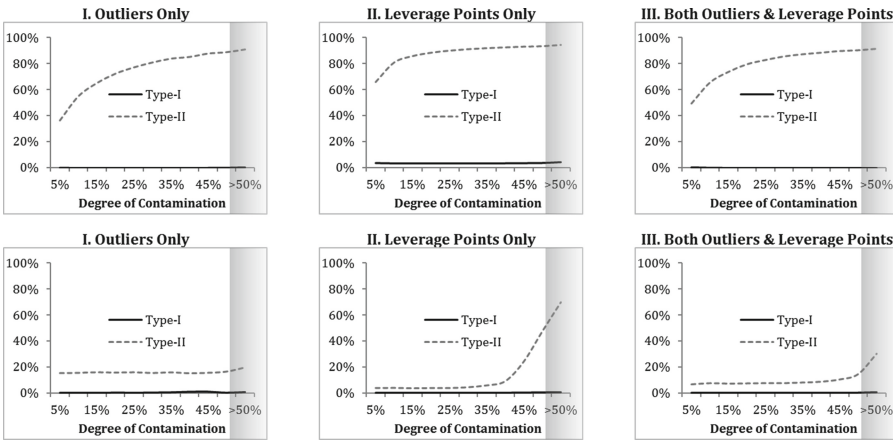 I. Outliers Only
100%
80%
60%
40%
20%
0%
Type-I
Type-II
5% 15% 25% 35% 45% >50%
Degree of Contamination
II. Leverage Points Only
100%
80%
60%
40%
20%
0%
Type-I
Type-II
5% 15% 25% 35% 45% >50%
Degree of Contamination
III. Both Outliers & Leverage Points
100%
80%
60%
40%
20%
0%
Type-I
Type-II
5% 15% 25% 35% 45% >50%
Degree of Contamination
I. Outliers Only
100%
80%
60%
40%
20%
0%
Type-I
Type-II
5% 15% 25% 35% 45% >50%
Degree of Contamination
II. Leverage Points Only
100%
80%
60%
40%
20%
0%
Type-I
Type-II
5% 15% 25% 35% 45% >50%
Degree of Contamination
III. Both Outliers & Leverage Points
100%
80%
60%
40%
20%
0%
Type-I
Type-II
5% 15% 25% 35% 45% >50%
Degree of Contamination